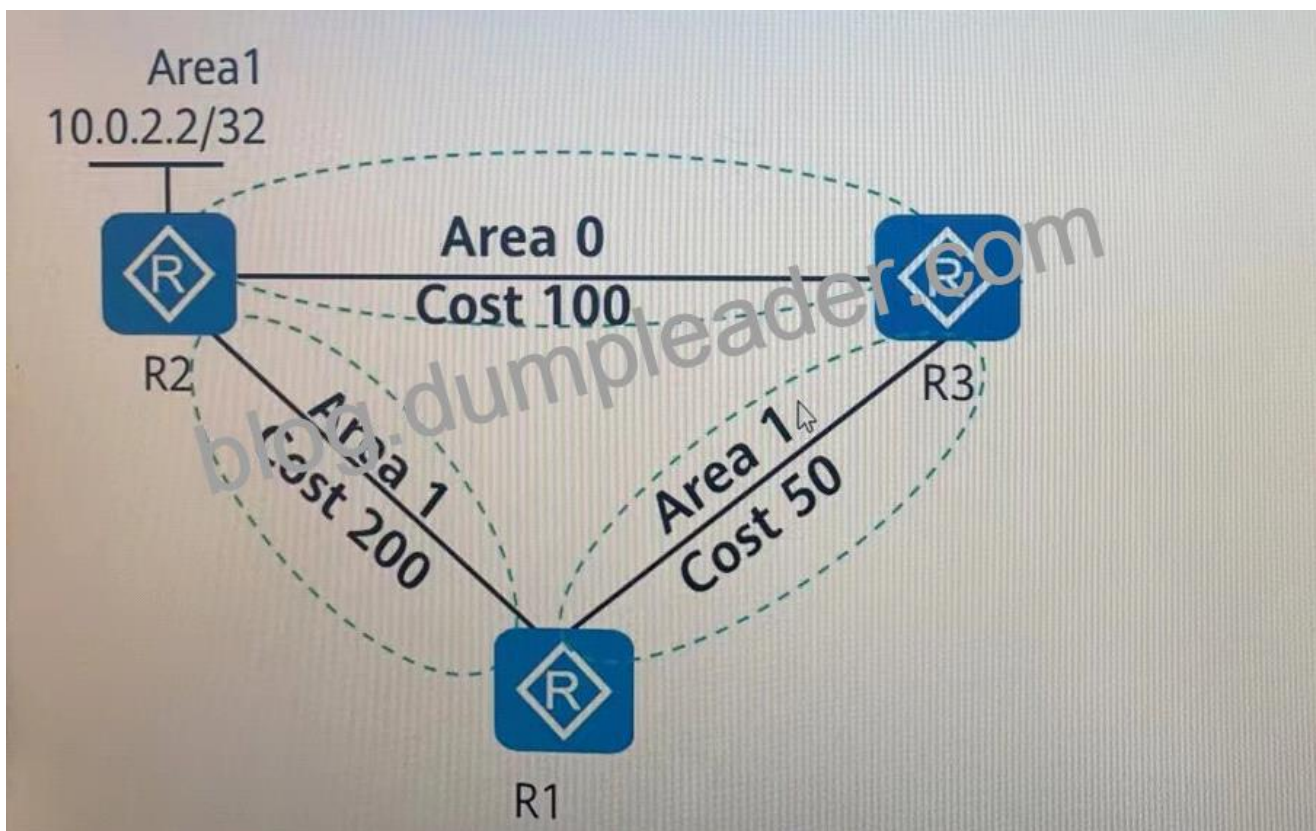 Area1
10.0.2.2/32
Area 0
Cost 100
R
R
R2
R3
blog.dumpleader.com
Area 1
Cost 200
Area 1
Cost 50
R
R1